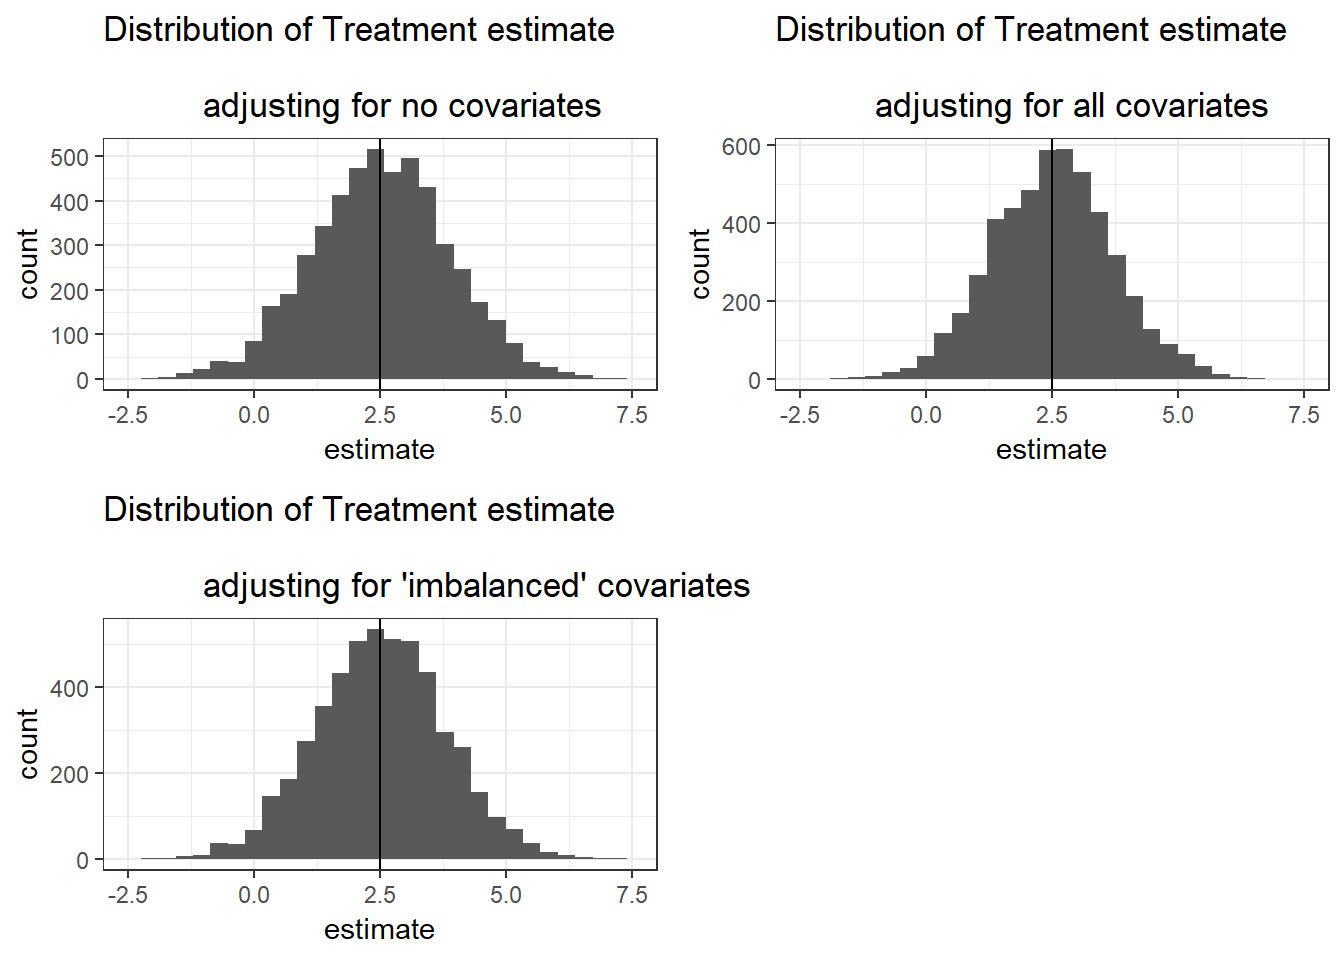 Distribution of Treatment estimate
adjusting for no covariates
500
400
300
200
100
0
count
-2.5 0.0 2.5 5.0 7.5
estimate
Distribution of Treatment estimate
adjusting for all covariates
600
400
200
0
count
-2.5 0.0 2.5 5.0 7.5
estimate
Distribution of Treatment estimate
adjusting for 'imbalanced' covariates
400
200
0
count
-2.5 0.0 2.5 5.0 7.5
estimate